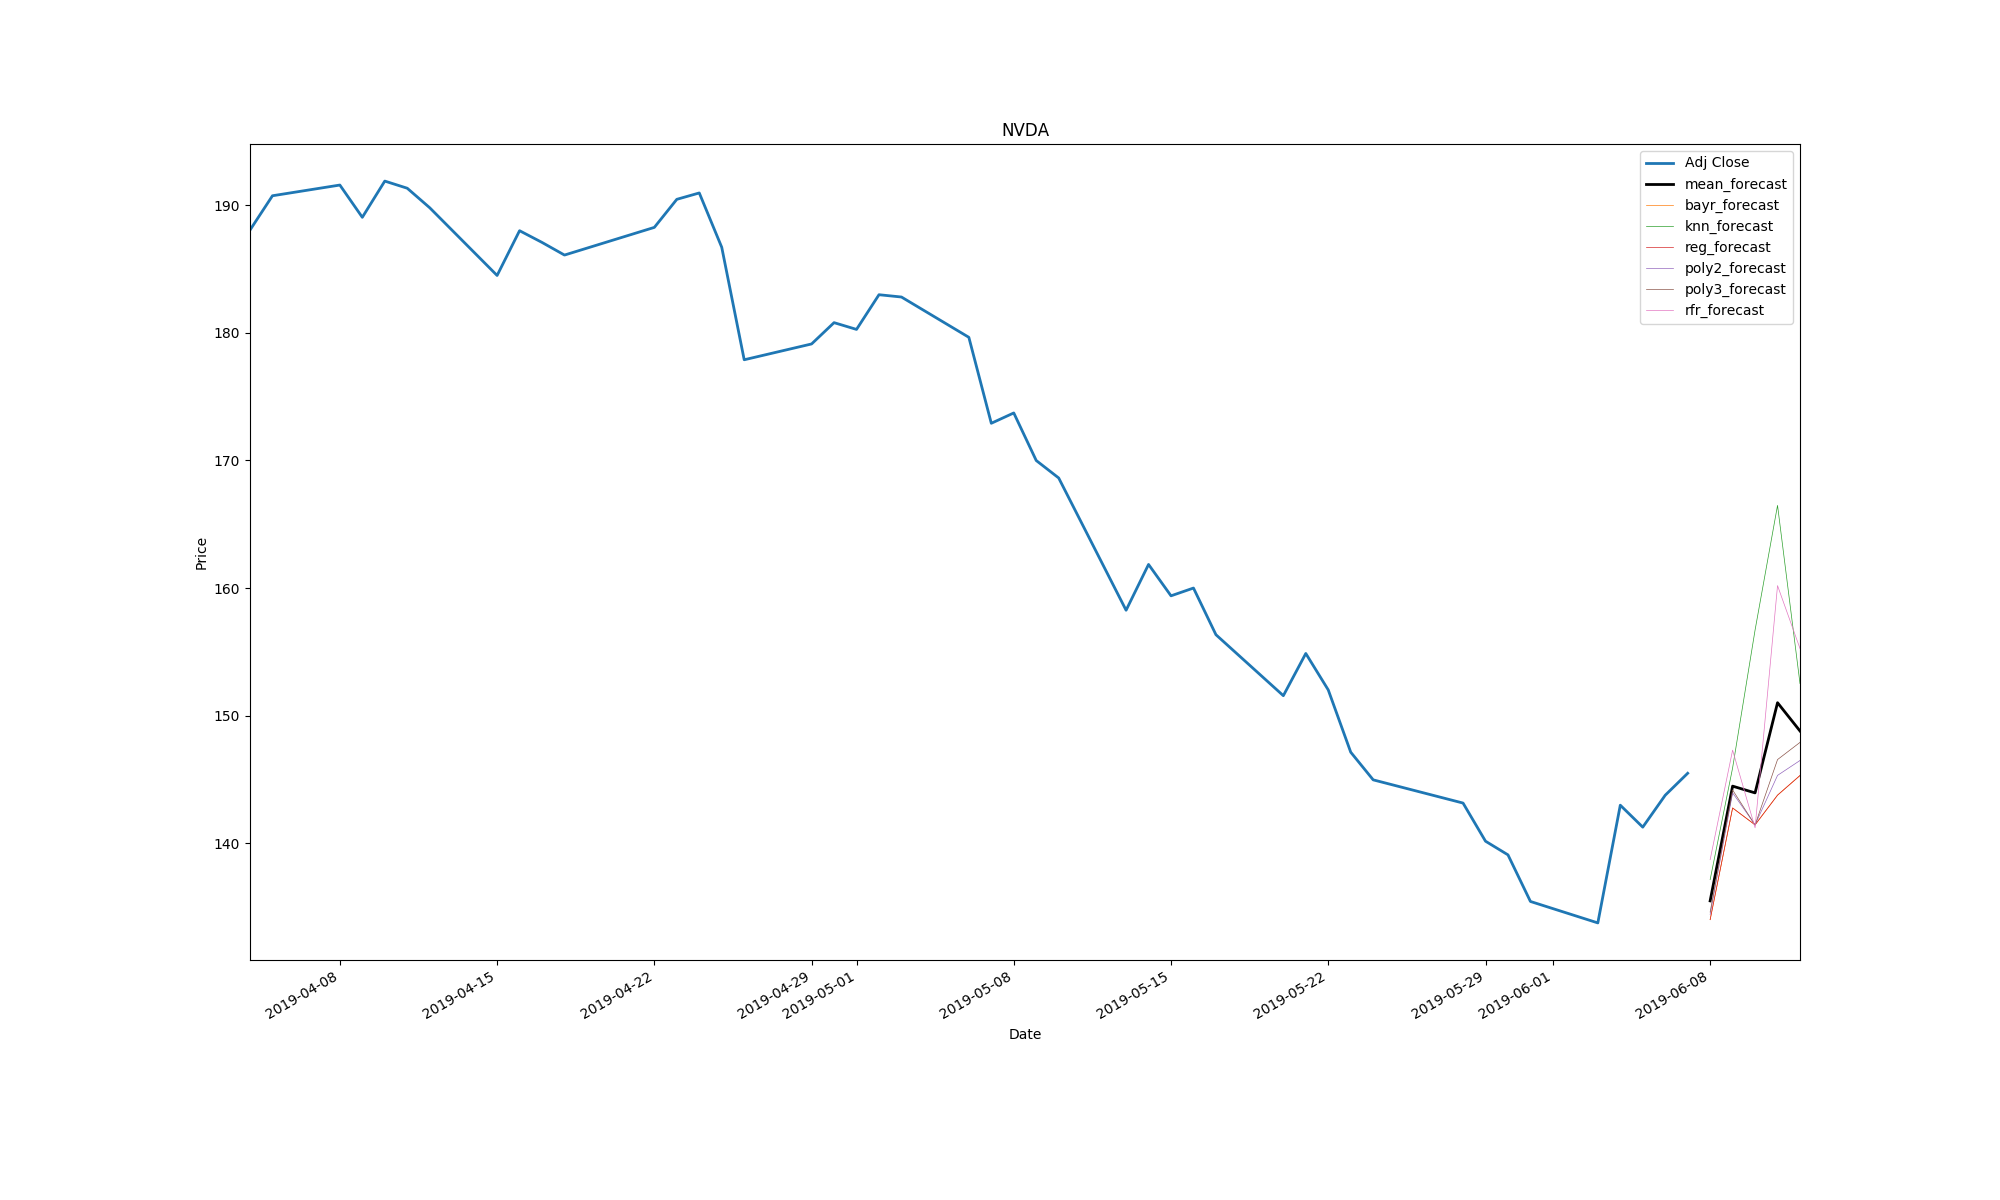 NVDA
Adj Close
mean_forecast
bayr_forecast
knn_forecast
reg_forecast
poly2_forecast
poly3_forecast
rfr_forecast
190
180
170
160
150
140
Price
2019-04-08
2019-04-15
2019-04-22
2019-04-29
2019-05-01
2019-05-08
2019-05-15
2019-05-22
2019-05-29
2019-06-01
2019-06-08
Date